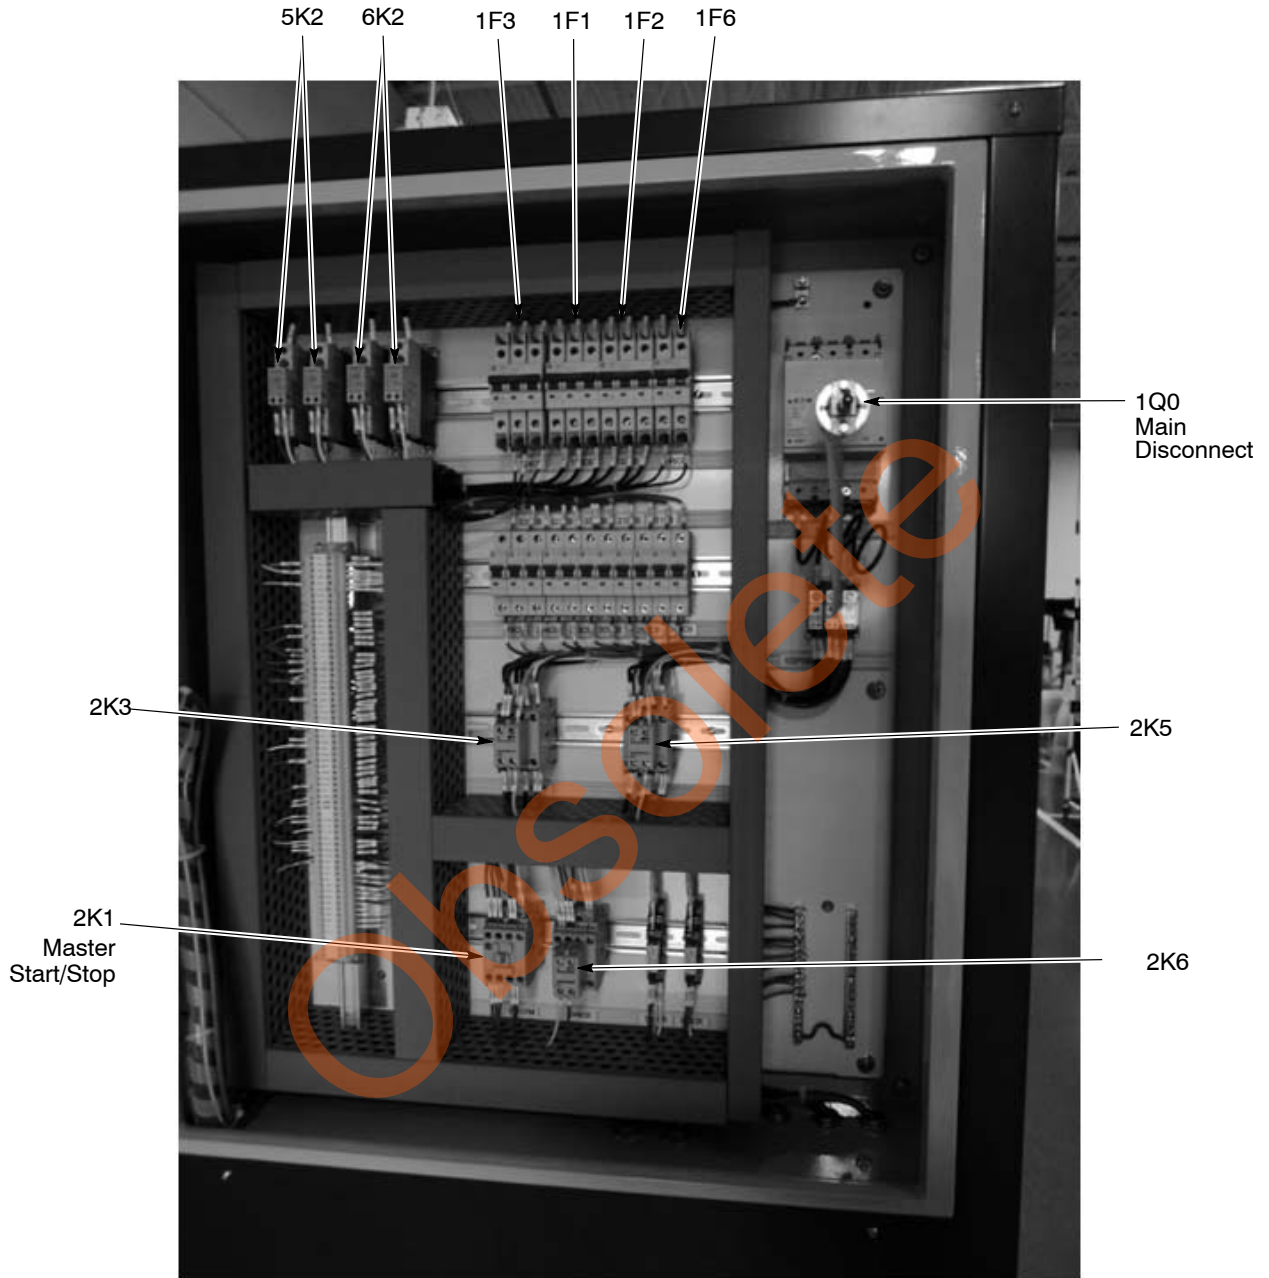 5K2 6K2 1F3 1F1 1F2 1F6
1Q0
Main
Disconnect
2K3
2K5
2K1
Master
Start/Stop
2K6
Obsolete